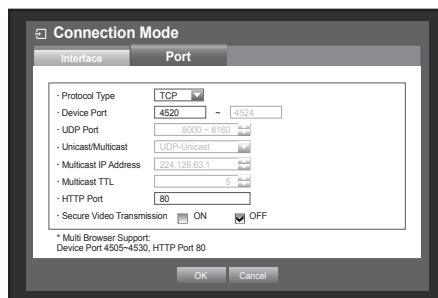 Connection Mode
Interface Port
· Protocol Type TCP
· Device Port 4520 ~ 4524
· UDP Port 8000 ~ 8160
· Unicast/Multicast UDP-Unicast
· Multicast IP Address 224.126.63.1
· Multicast TTL 5
· HTTP Port 80
· Secure Video Transmission ON OFF
* Multi Browser Support:
Device Port 4505~4530, HTTP Port 80
OK Cancel